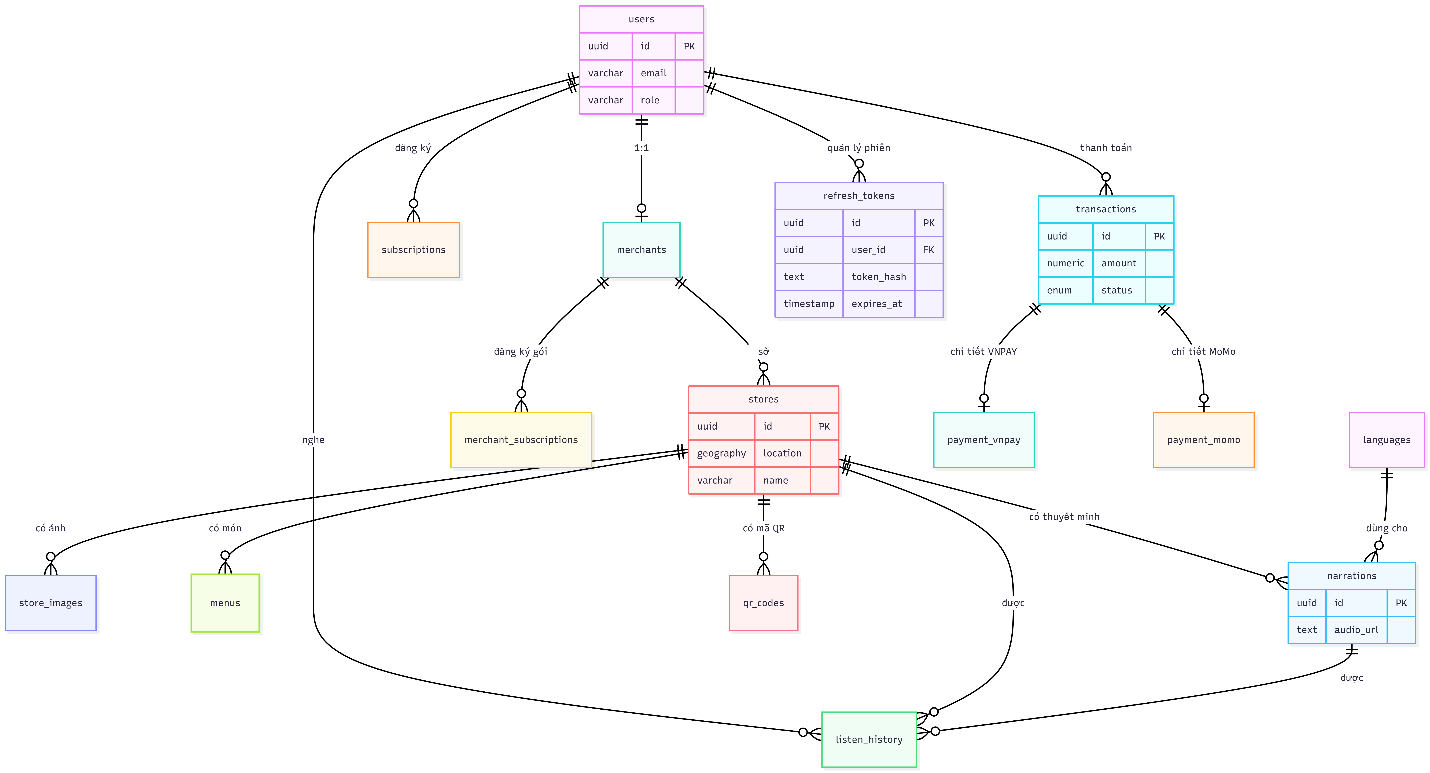 users
uuid id PK
varchar email
varchar role
đăng ký
1:1
quản lý phiên
thanh toán
subscriptions
merchants
refresh_tokens
uuid id PK
uuid user_id FK
text token_hash
timestamp expires_at
transactions
uuid id PK
numeric amount
enum status
đăng ký gói
sở
chi tiết VNPAY
chi tiết MoMo
merchant_subscriptions
stores
uuid id PK
geography location
varchar name
payment_vnpay
payment_momo
languages
nghe
có ảnh
có món
có mã QR
có thuyết minh
dùng cho
store_images
menus
qr_codes
được
narrations
uuid id PK
text audio_url
được
listen_history